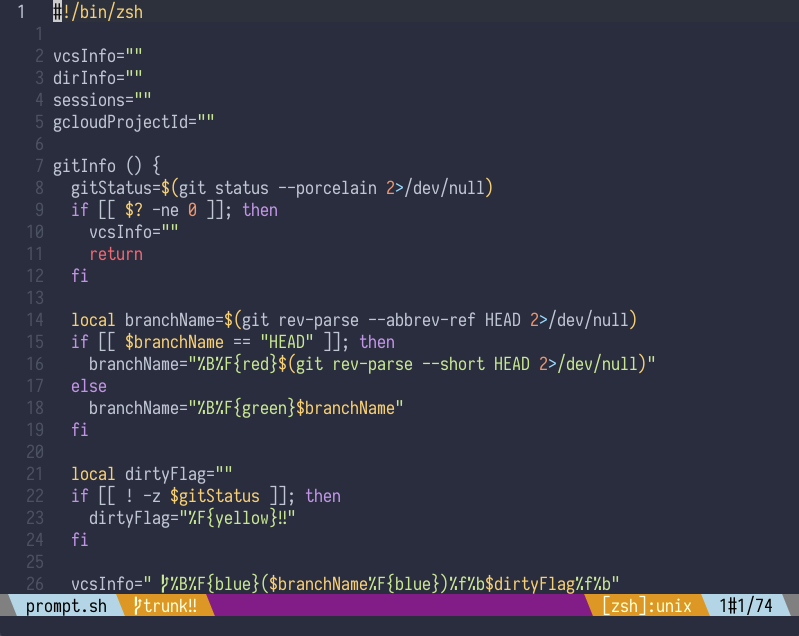 1 #!/bin/zsh
1
2 vcsInfo=""
3 dirInfo=""
4 sessions=""
5 gcloudProjectId=""
6
7 gitInfo () {
8 gitStatus=$(git status --porcelain 2>/dev/null)
9 if [[ $? -ne 0 ]]; then
10 vcsInfo=""
11 return
12 fi
13
14 local branchName=$(git rev-parse --abbrev-ref HEAD 2>/dev/null)
15 if [[ $branchName == "HEAD" ]]; then
16 branchName="%B%F{red}$(git rev-parse --short HEAD 2>/dev/null)"
17 else
18 branchName="%B%F{green}$branchName"
19 fi
20
21 local dirtyFlag=""
22 if [[ ! -z $gitStatus ]]; then
23 dirtyFlag="%F{yellow}!!"
24 fi
25
26 vcsInfo=" %B%F{blue}($branchName%F{blue})%f%b$dirtyFlag%f%b"
prompt.sh trunk!! [zsh]:unix 1#1/74